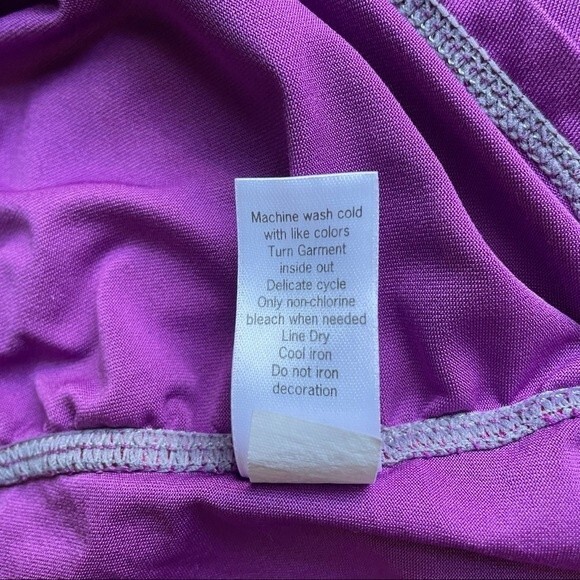 Machine wash cold
with like colors
Turn Garment
inside out
Delicate cycle
Only non-chlorine
bleach when needed
Line Dry
Cool iron
Do not iron
decoration